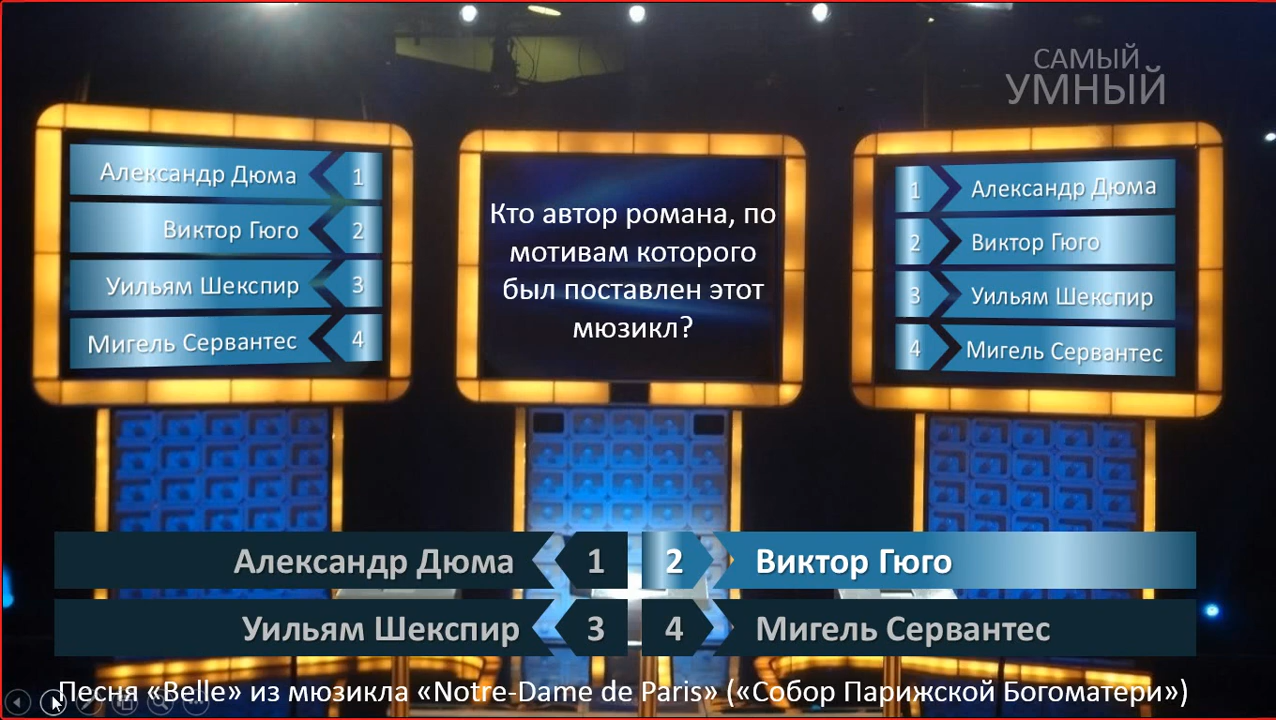 САМЫЙ
УМНЫЙ
Александр Дюма 1
Виктор Гюго 2
Уильям Шекспир 3
Мигель Сервантес 4
Кто автор романа, по
мотивам которого
был поставлен этот
мюзикл?
1 Александр Дюма
2 Виктор Гюго
3 Уильям Шекспир
4 Мигель Сервантес
Александр Дюма 1
2 Виктор Гюго
Уильям Шекспир 3
4 Мигель Сервантес
Песня «Belle» из мюзикла «Notre-Dame de Paris» («Собор Парижской Богоматери»)